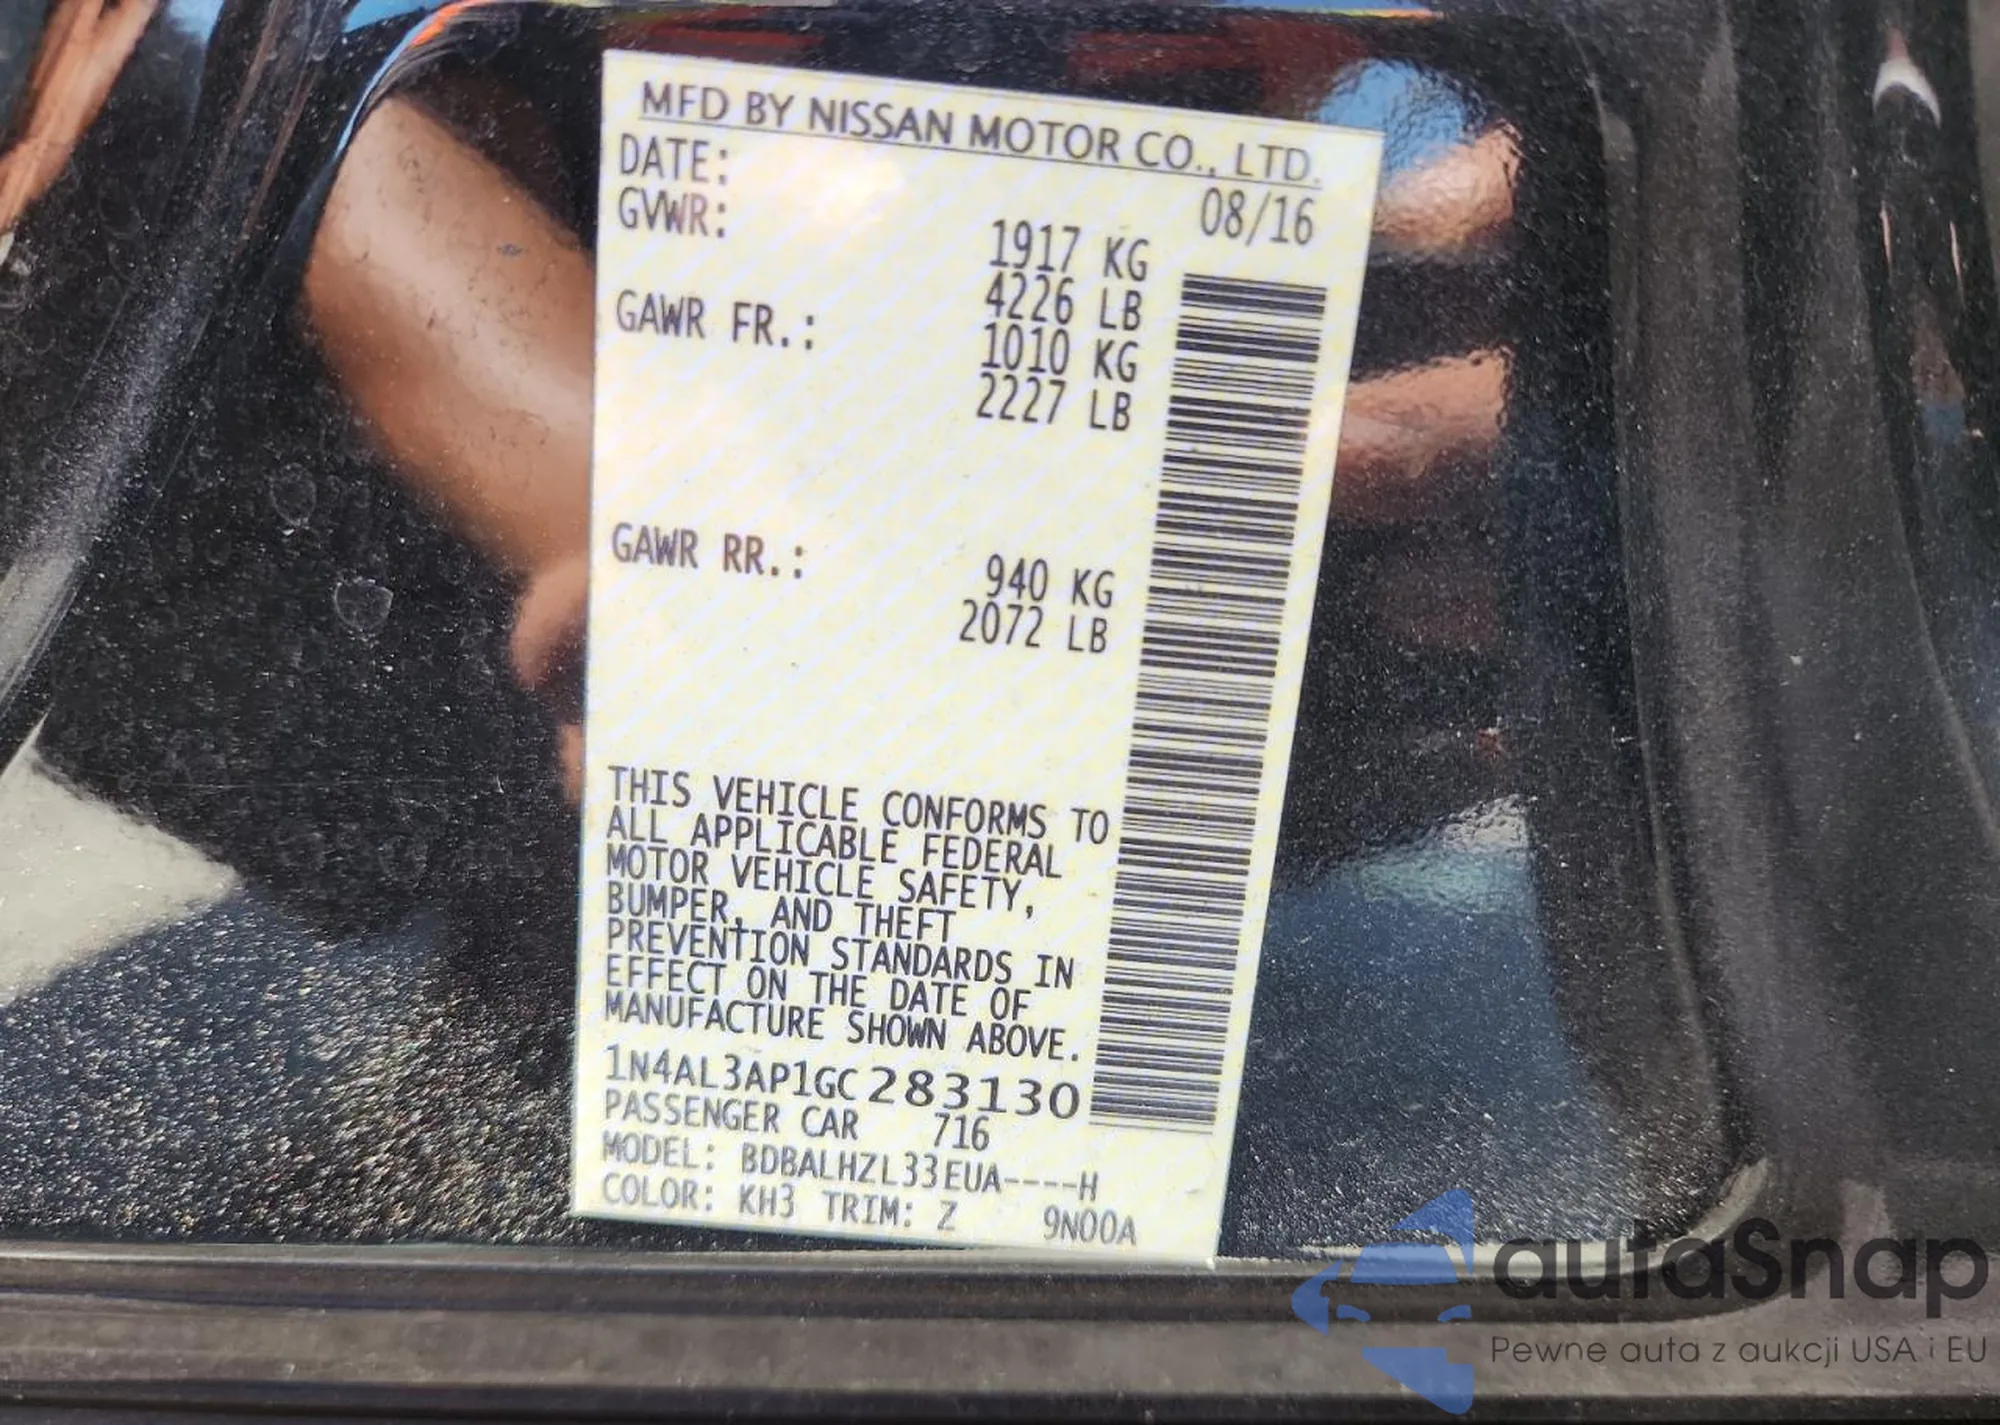 MFD BY NISSAN MOTOR CO., LTD.
DATE: 08/16
GVWR: 1917 KG
4226 LB
GAWR FR.: 1010 KG
2227 LB
GAWR RR.: 940 KG
2072 LB
THIS VEHICLE CONFORMS TO
ALL APPLICABLE FEDERAL
MOTOR VEHICLE SAFETY,
BUMPER, AND THEFT
PREVENTION STANDARDS IN
EFFECT ON THE DATE OF
MANUFACTURE SHOWN ABOVE.
1N4AL3AP1GC283130
PASSENGER CAR 716
MODEL: BDBALHZL33EUA----H
COLOR: KH3 TRIM: Z 9N00A
autaSnap
Pewne auta z aukcji USA i EU